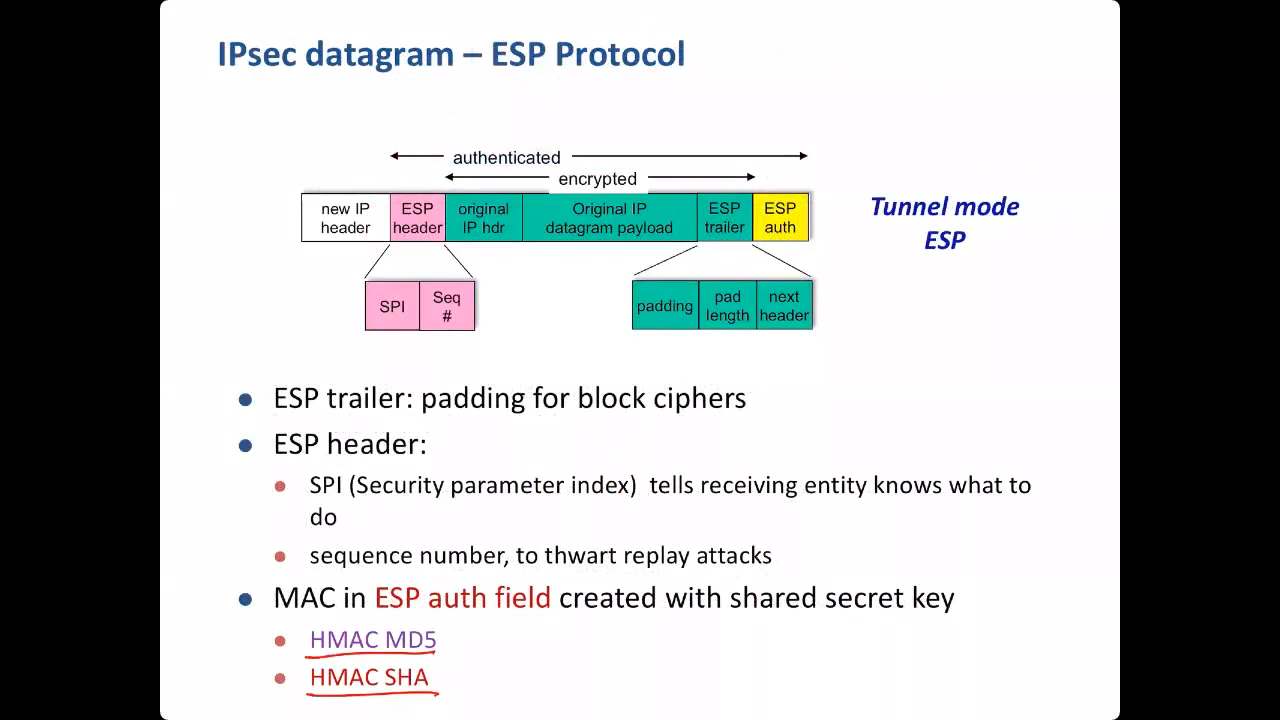 IPsec datagram – ESP Protocol
authenticated
encrypted
new IP header
ESP header
original IP hdr
Original IP datagram payload
ESP trailer
ESP auth
Tunnel mode
ESP
SPI
Seq #
padding
pad length
next header
ESP trailer: padding for block ciphers
ESP header:
SPI (Security parameter index) tells receiving entity knows what to
do
sequence number, to thwart replay attacks
MAC in ESP auth field created with shared secret key
HMAC MD5
HMAC SHA